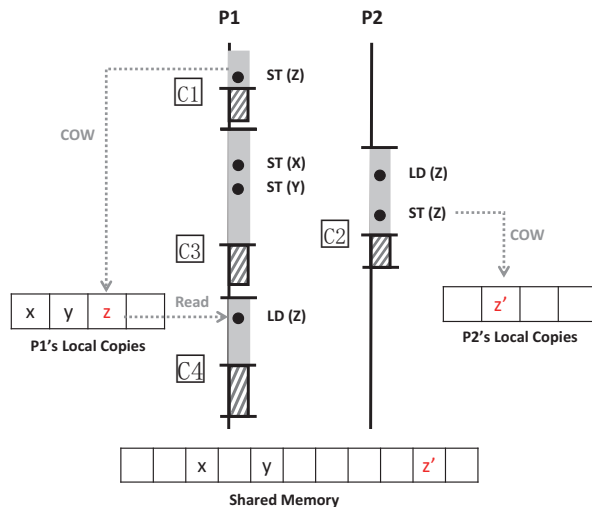 P1 P2
ST (Z)
C1
COW
ST (X)
ST (Y)
LD (Z)
ST (Z)
C2
COW
C3
Read
x y z
LD (Z)
z'
P1's Local Copies
P2's Local Copies
C4
x y z'
Shared Memory